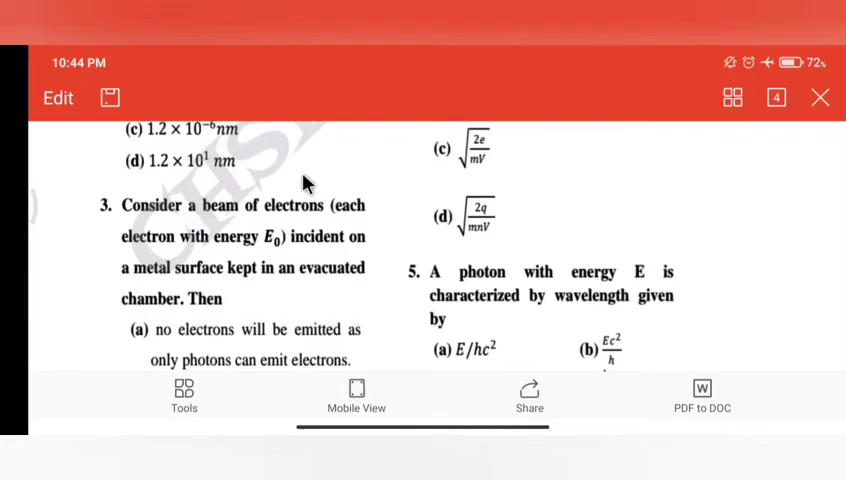 10:44 PM
72%
Edit
4
(c) 1.2 × 10⁻⁶nm
(d) 1.2 × 10¹ nm
3. Consider a beam of electrons (each
electron with energy E₀) incident on
a metal surface kept in an evacuated
chamber. Then
(a) no electrons will be emitted as
only photons can emit electrons.
(c) √(2e/mV)
(d) √(2q/mnV)
5. A photon with energy E is
characterized by wavelength given
by
(a) E/hc² (b) Ec²/h
CHS
Tools
Mobile View
Share
W
PDF to DOC